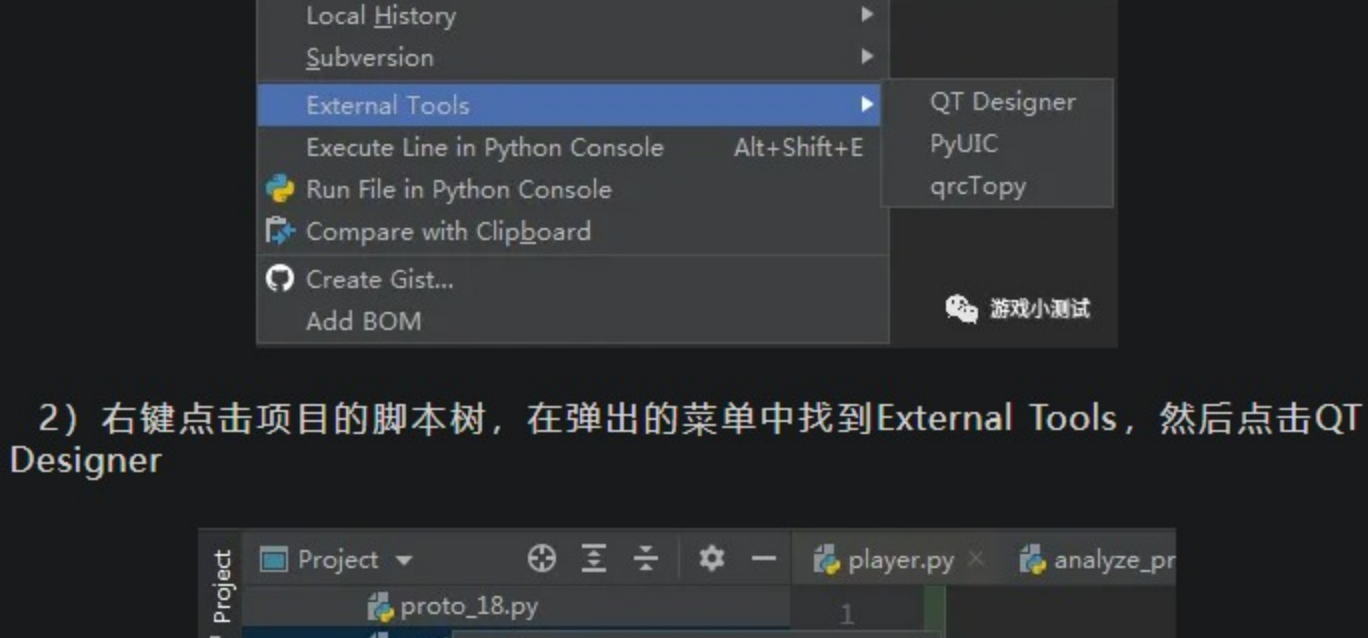 Local History
Subversion
External Tools
QT Designer
Execute Line in Python Console Alt+Shift+E
PyUIC
Run File in Python Console
qrcTopy
Compare with Clipboard
Create Gist...
游戏小测试
Add BOM
2）右键点击项目的脚本树，在弹出的菜单中找到External Tools，然后点击QT
Designer
Project
Project
player.py
analyze_pr
proto_18.py
1